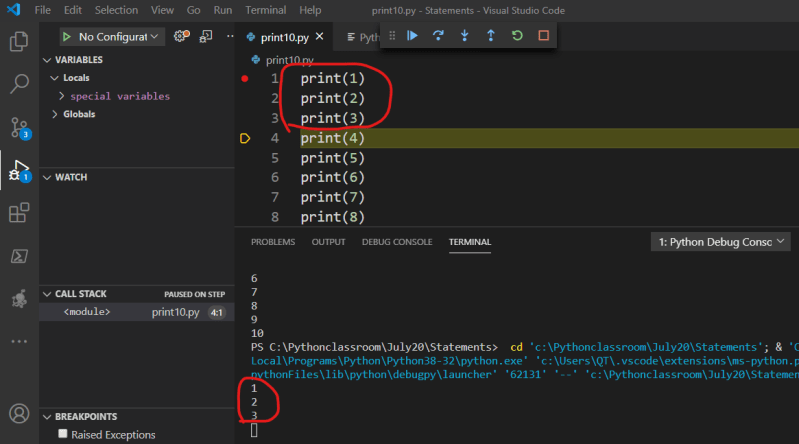 File Edit Selection View Go Run Terminal Help print10.py - Statements - Visual Studio Code
No Configurat
VARIABLES
Locals
special variables
Globals
WATCH
CALL STACK PAUSED ON STEP
<module> print10.py 4:1
BREAKPOINTS
Raised Exceptions
3
1
print10.py
Pyth
print10.py
1 print(1)
2 print(2)
3 print(3)
4 print(4)
5 print(5)
6 print(6)
7 print(7)
8 print(8)
PROBLEMS OUTPUT DEBUG CONSOLE TERMINAL 1: Python Debug Consc
6
7
8
9
10
PS C:\Pythonclassroom\July20\Statements> cd 'c:\Pythonclassroom\July20\Statements'; & 'C
Local\Programs\Python\Python38-32\python.exe' 'c:\Users\QT\.vscode\extensions\ms-python.p
pythonFiles\lib\python\debugpy\launcher' '62131' '--' 'c:\Pythonclassroom\July20\Statemen
1
2
3